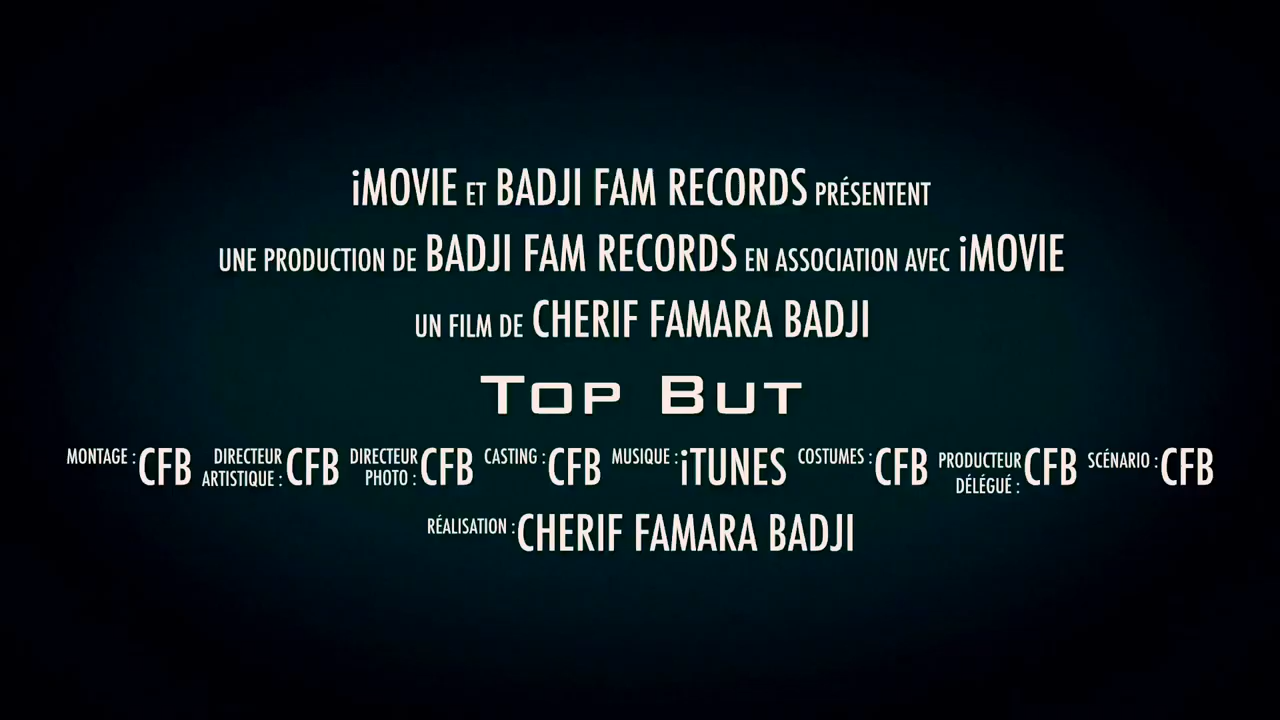 iMOVIE ET BADJI FAM RECORDS PRÉSENTENT
UNE PRODUCTION DE BADJI FAM RECORDS EN ASSOCIATION AVEC iMOVIE
UN FILM DE CHERIF FAMARA BADJI
TOP BUT
MONTAGE : CFB DIRECTEUR ARTISTIQUE : CFB DIRECTEUR PHOTO : CFB CASTING : CFB MUSIQUE : iTUNES COSTUMES : CFB PRODUCTEUR DÉLÉGUÉ : CFB SCÉNARIO : CFB
RÉALISATION : CHERIF FAMARA BADJI